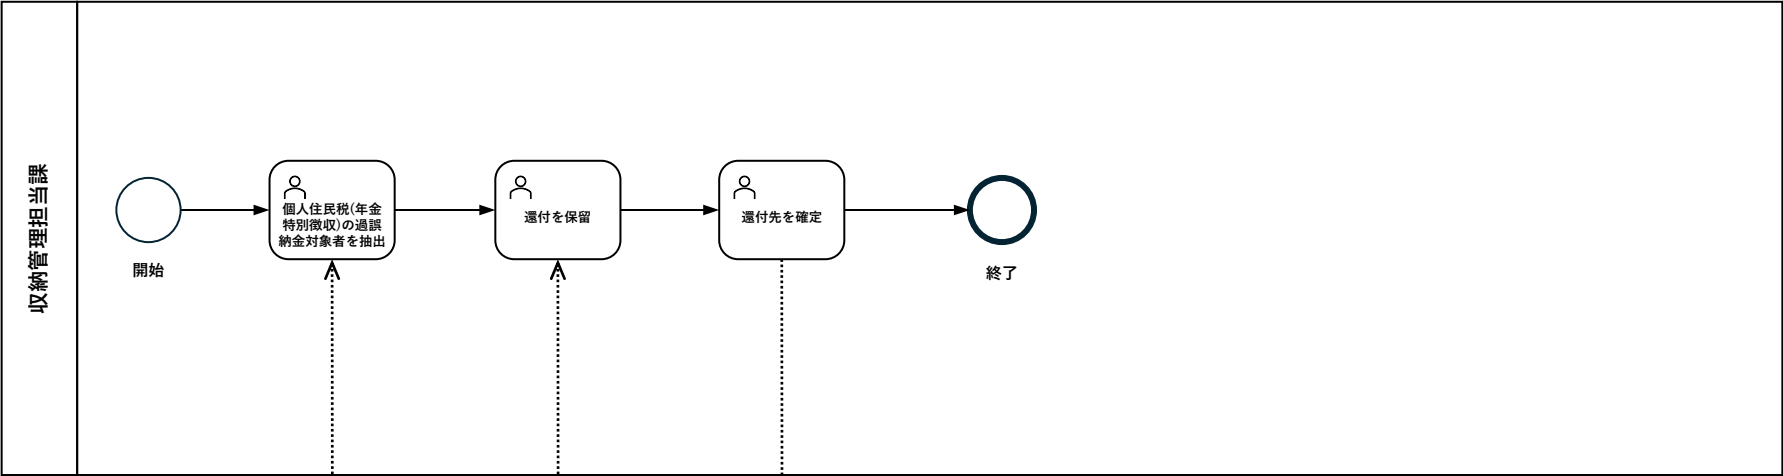 収納管理担当課
開始
個人住民税(年金
特別徴収)の過誤
納金対象者を抽出
還付を保留
還付先を確定
終了